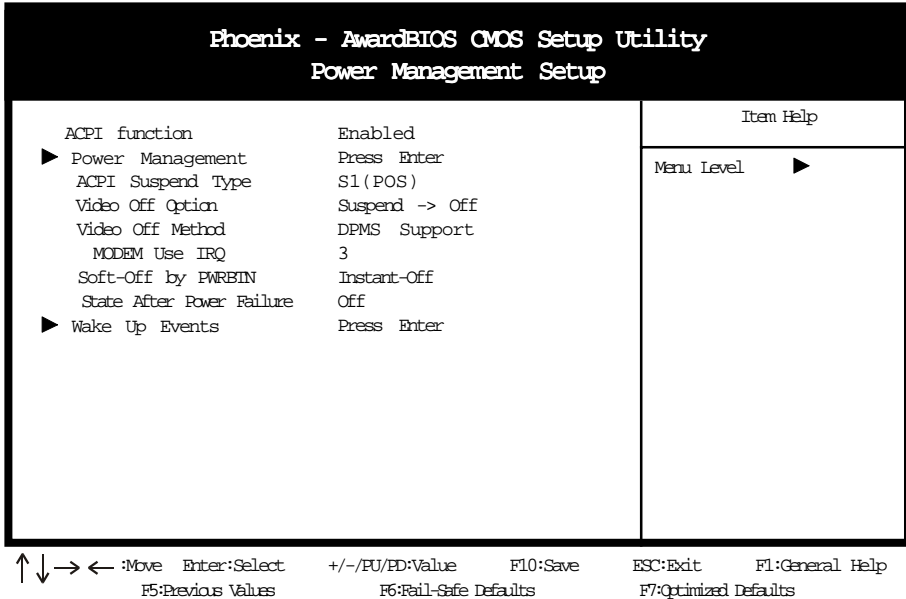 Phoenix - AwardBIOS CMOS Setup Utility
Power Management Setup
ACPI function Enabled
▶ Power Management Press Enter
ACPI Suspend Type S1(POS)
Video Off Option Suspend -> Off
Video Off Method DPMS Support
MODEM Use IRQ 3
Soft-Off by PWRBTN Instant-Off
State After Power Failure Off
▶ Wake Up Events Press Enter
Item Help
Menu Level ▶
↑↓→← :Move Enter:Select +/-/PU/PD:Value F10:Save ESC:Exit F1:General Help
F5:Previous Values F6:Fail-Safe Defaults F7:Optimized Defaults